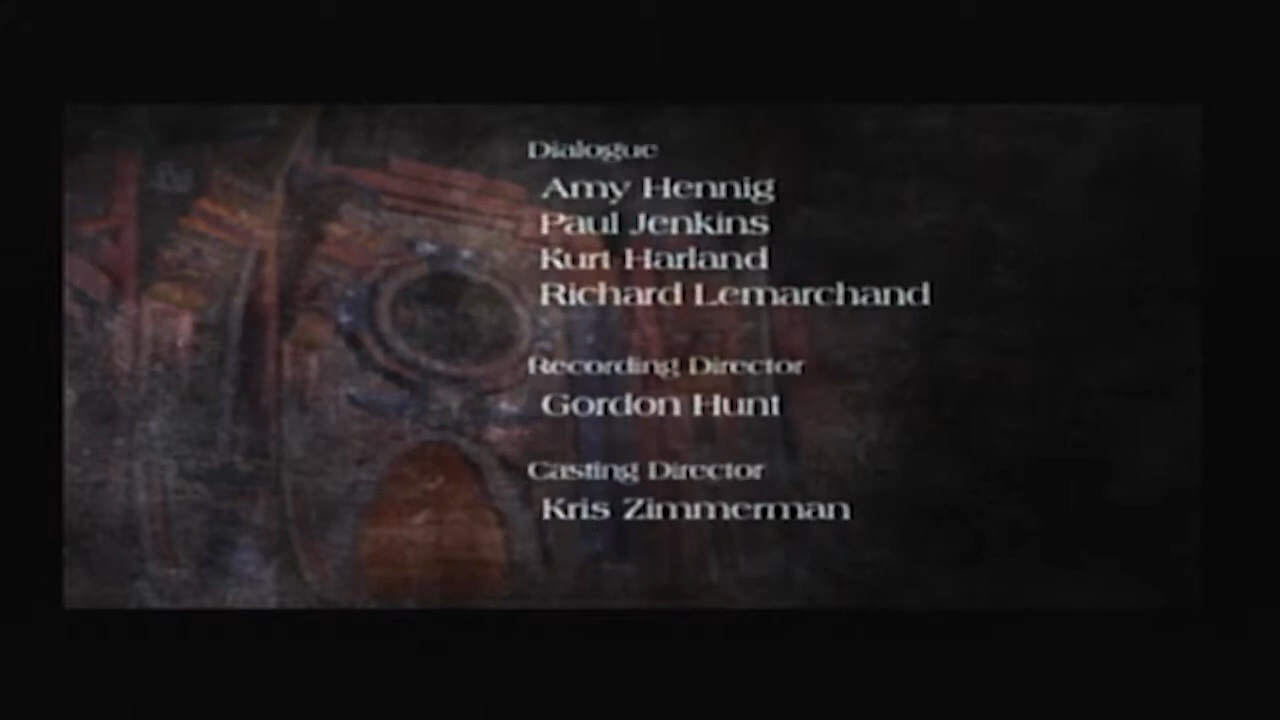 Dialogue
Amy Hennig
Paul Jenkins
Kurt Harland
Richard Lemarchand
Recording Director
Gordon Hunt
Casting Director
Kris Zimmerman